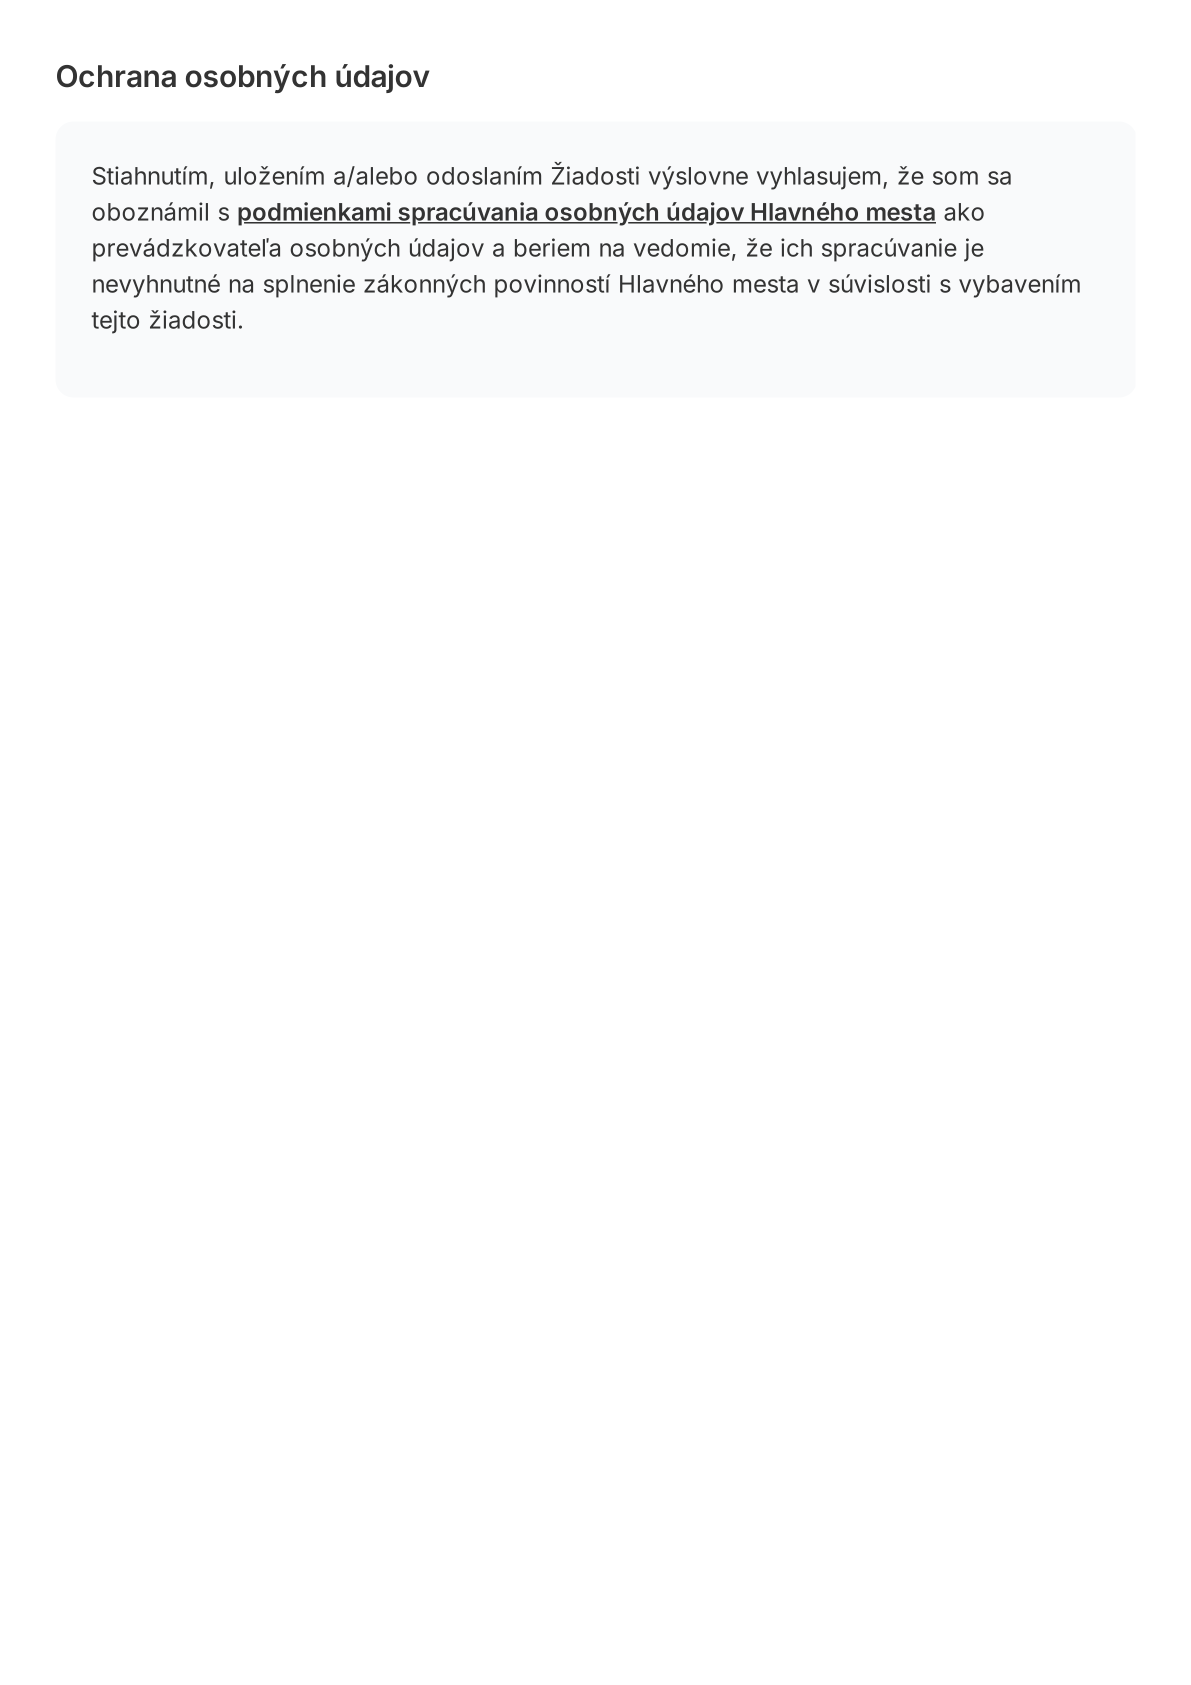 Ochrana osobných údajov
Stiahnutím, uložením a/alebo odoslaním Žiadosti výslovne vyhlasujem, že som sa
oboznámil s podmienkami spracúvania osobných údajov Hlavného mesta ako
prevádzkovateľa osobných údajov a beriem na vedomie, že ich spracúvanie je
nevyhnutné na splnenie zákonných povinností Hlavného mesta v súvislosti s vybavením
tejto žiadosti.